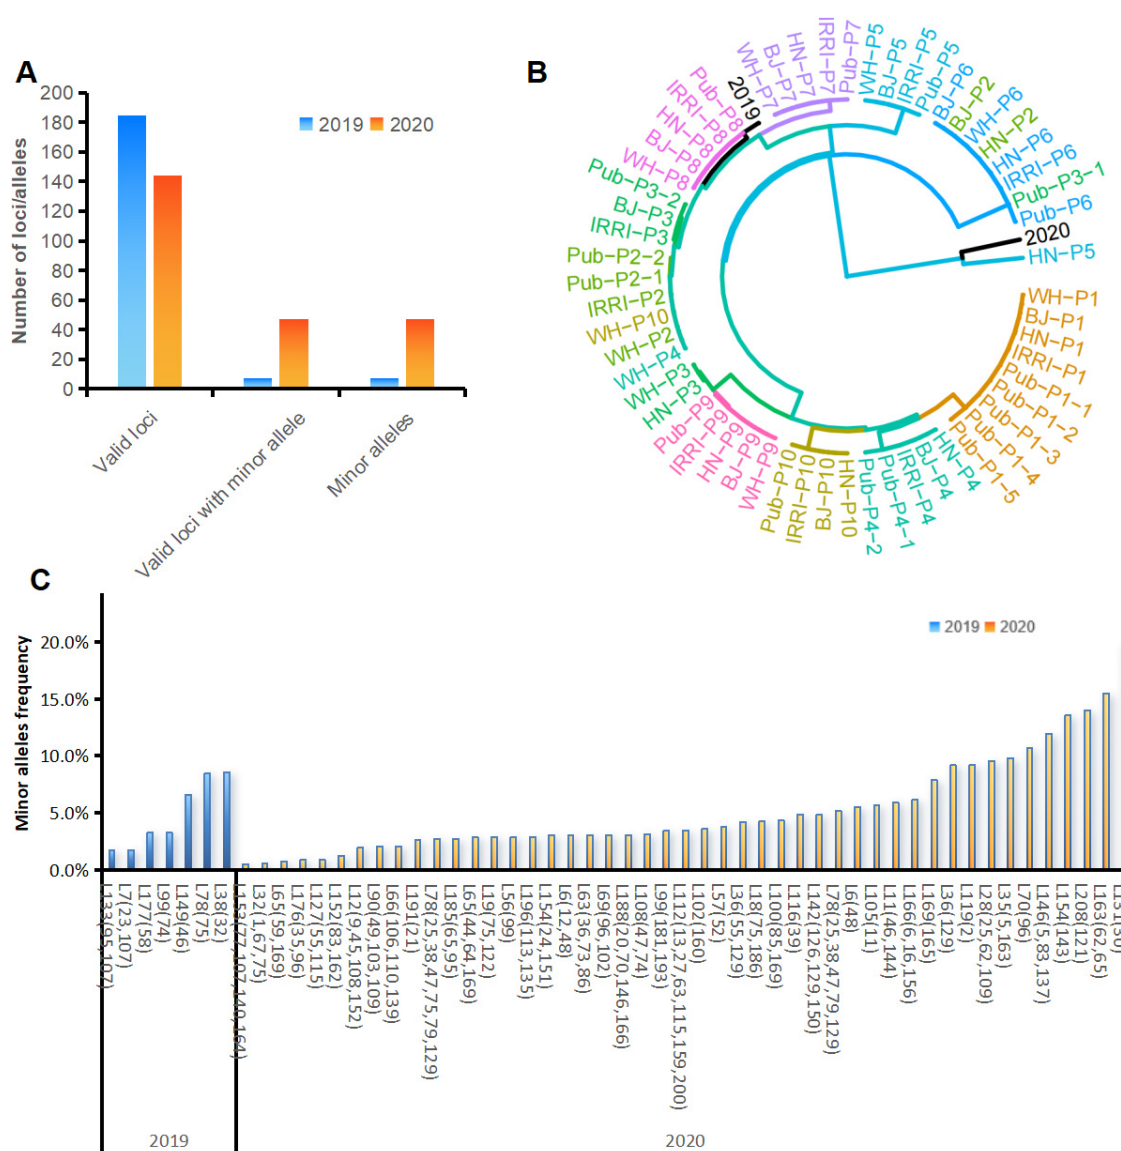 A
200
180
160
140
120
100
80
60
40
20
0
Number of loci/alleles
2019
2020
Valid loci
Valid loci with minor allele
Minor alleles
B
2019
WH-P7
BJ-P7
HN-P7
IRRI-P7
Pub-P7
WH-P5
BJ-P5
IRRI-P5
Pub-P5
BJ-P6
BJ-P2
WH-P6
HN-P2
HN-P6
IRRI-P6
Pub-P3-1
Pub-P6
2020
HN-P5
WH-P1
BJ-P1
HN-P1
IRRI-P1
Pub-P1-1
Pub-P1-2
Pub-P1-3
Pub-P1-4
Pub-P1-5
HN-P4
BJ-P4
IRRI-P4
Pub-P4-1
Pub-P4-2
HN-P10
BJ-P10
IRRI-P10
Pub-P10
WH-P9
BJ-P9
HN-P9
IRRI-P9
Pub-P9
HN-P3
WH-P3
WH-P4
WH-P2
WH-P10
IRRI-P2
Pub-P2-1
Pub-P2-2
IRRI-P3
BJ-P3
Pub-P3-2
WH-P8
BJ-P8
HN-P8
IRRI-P8
Pub-P8
C
20.0%
15.0%
10.0%
5.0%
0.0%
Minor alleles frequency
2019
2020
L133(95,107)
L7(23,107)
L177(58)
L99(74)
L149(46)
L78(75)
L38(32)
L153(77,107,140,164)
L32(1,67,75)
L65(59,169)
L176(35,96)
L127(55,115)
L152(83,162)
L12(9,45,108,152)
L90(49,103,109)
L66(106,110,139)
L191(21)
L78(25,38,47,75,79,129)
L185(65,95)
L65(44,64,169)
L19(75,122)
L56(99)
L196(113,135)
L154(24,151)
L6(12,48)
L63(36,73,86)
L69(96,102)
L188(20,70,146,166)
L108(47,74)
L99(181,193)
L112(13,27,63,115,159,200)
L102(160)
L57(52)
L36(55,129)
L18(75,186)
L100(85,169)
L116(39)
L142(126,129,150)
L78(25,38,47,79,129)
L6(48)
L105(11)
L11(46,144)
L166(6,16,156)
L169(165)
L36(129)
L119(2)
L28(25,62,109)
L35(5,163)
L70(96)
L146(5,83,137)
L154(143)
L208(121)
L163(62,65)
L131(50)
2019
2020